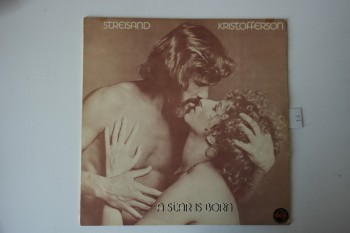 STREISAND KRISTOFFERSON
A STAR IS BORN